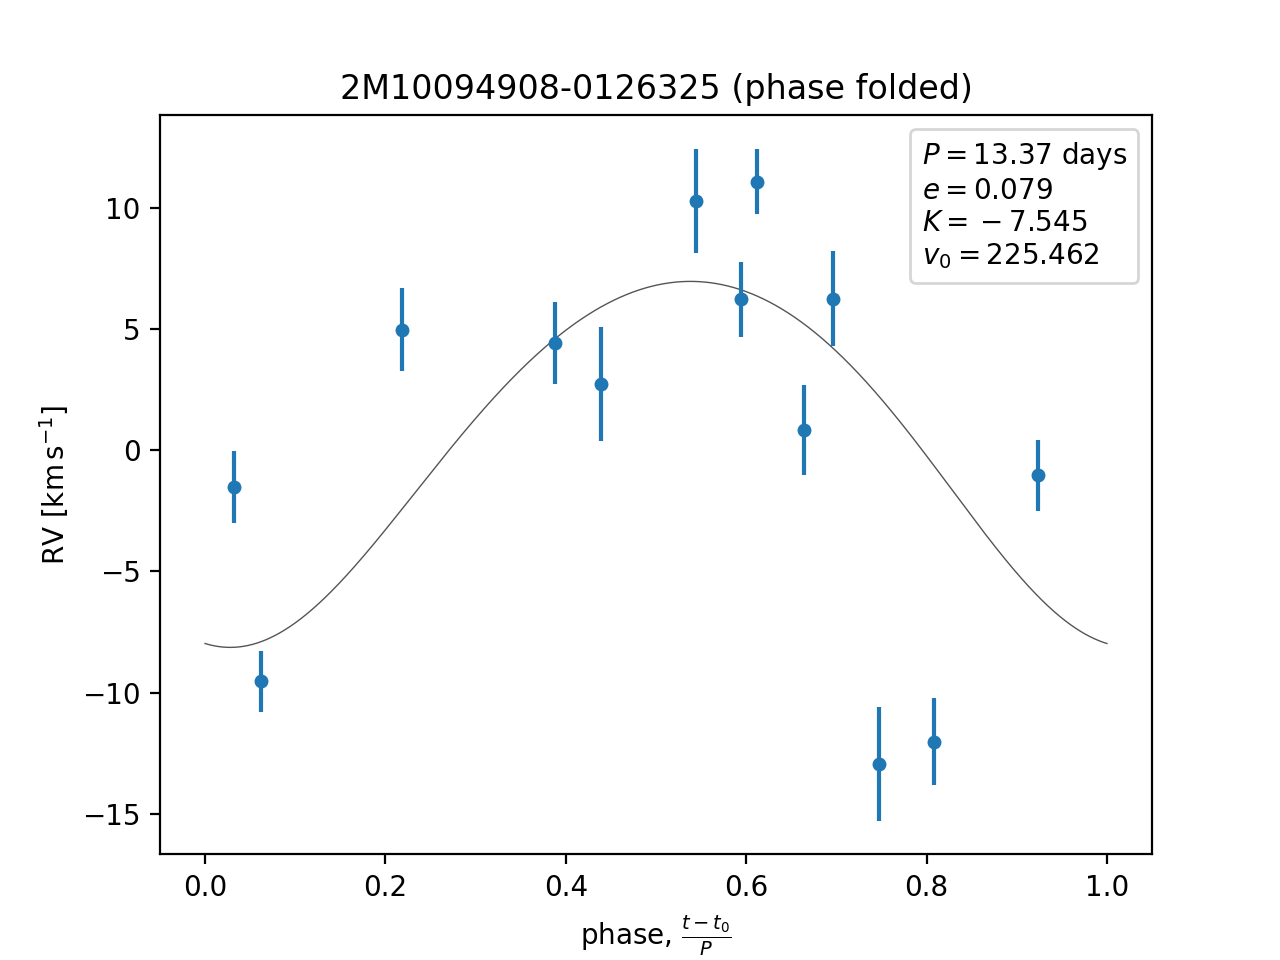 2M10094908-0126325 (phase folded)
P = 13.37 days
e = 0.079
K = −7.545
v₀ = 225.462
10
5
0
−5
−10
−15
RV [km s⁻¹]
0.0 0.2 0.4 0.6 0.8 1.0
phase, (t − t₀)/P